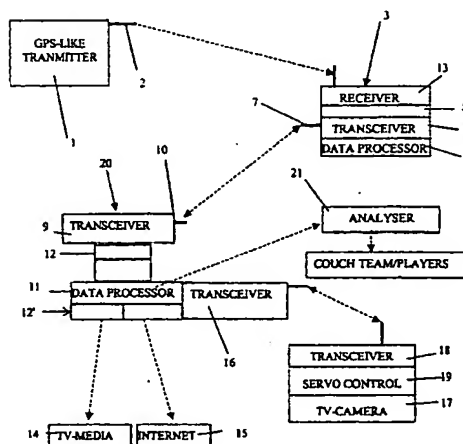 GPS-LIKE
TRANMITTER
1
2
3
13
RECEIVER
7
TRANSCEIVER
DATA PROCESSOR
20
10
9
TRANSCEIVER
12
11
DATA PROCESSOR
TRANSCEIVER
12'
16
21
ANALYSER
COUCH TEAM/PLAYERS
TRANSCEIVER
18
SERVO CONTROL
19
TV-CAMERA
17
14
TV-MEDIA
INTERNET
15